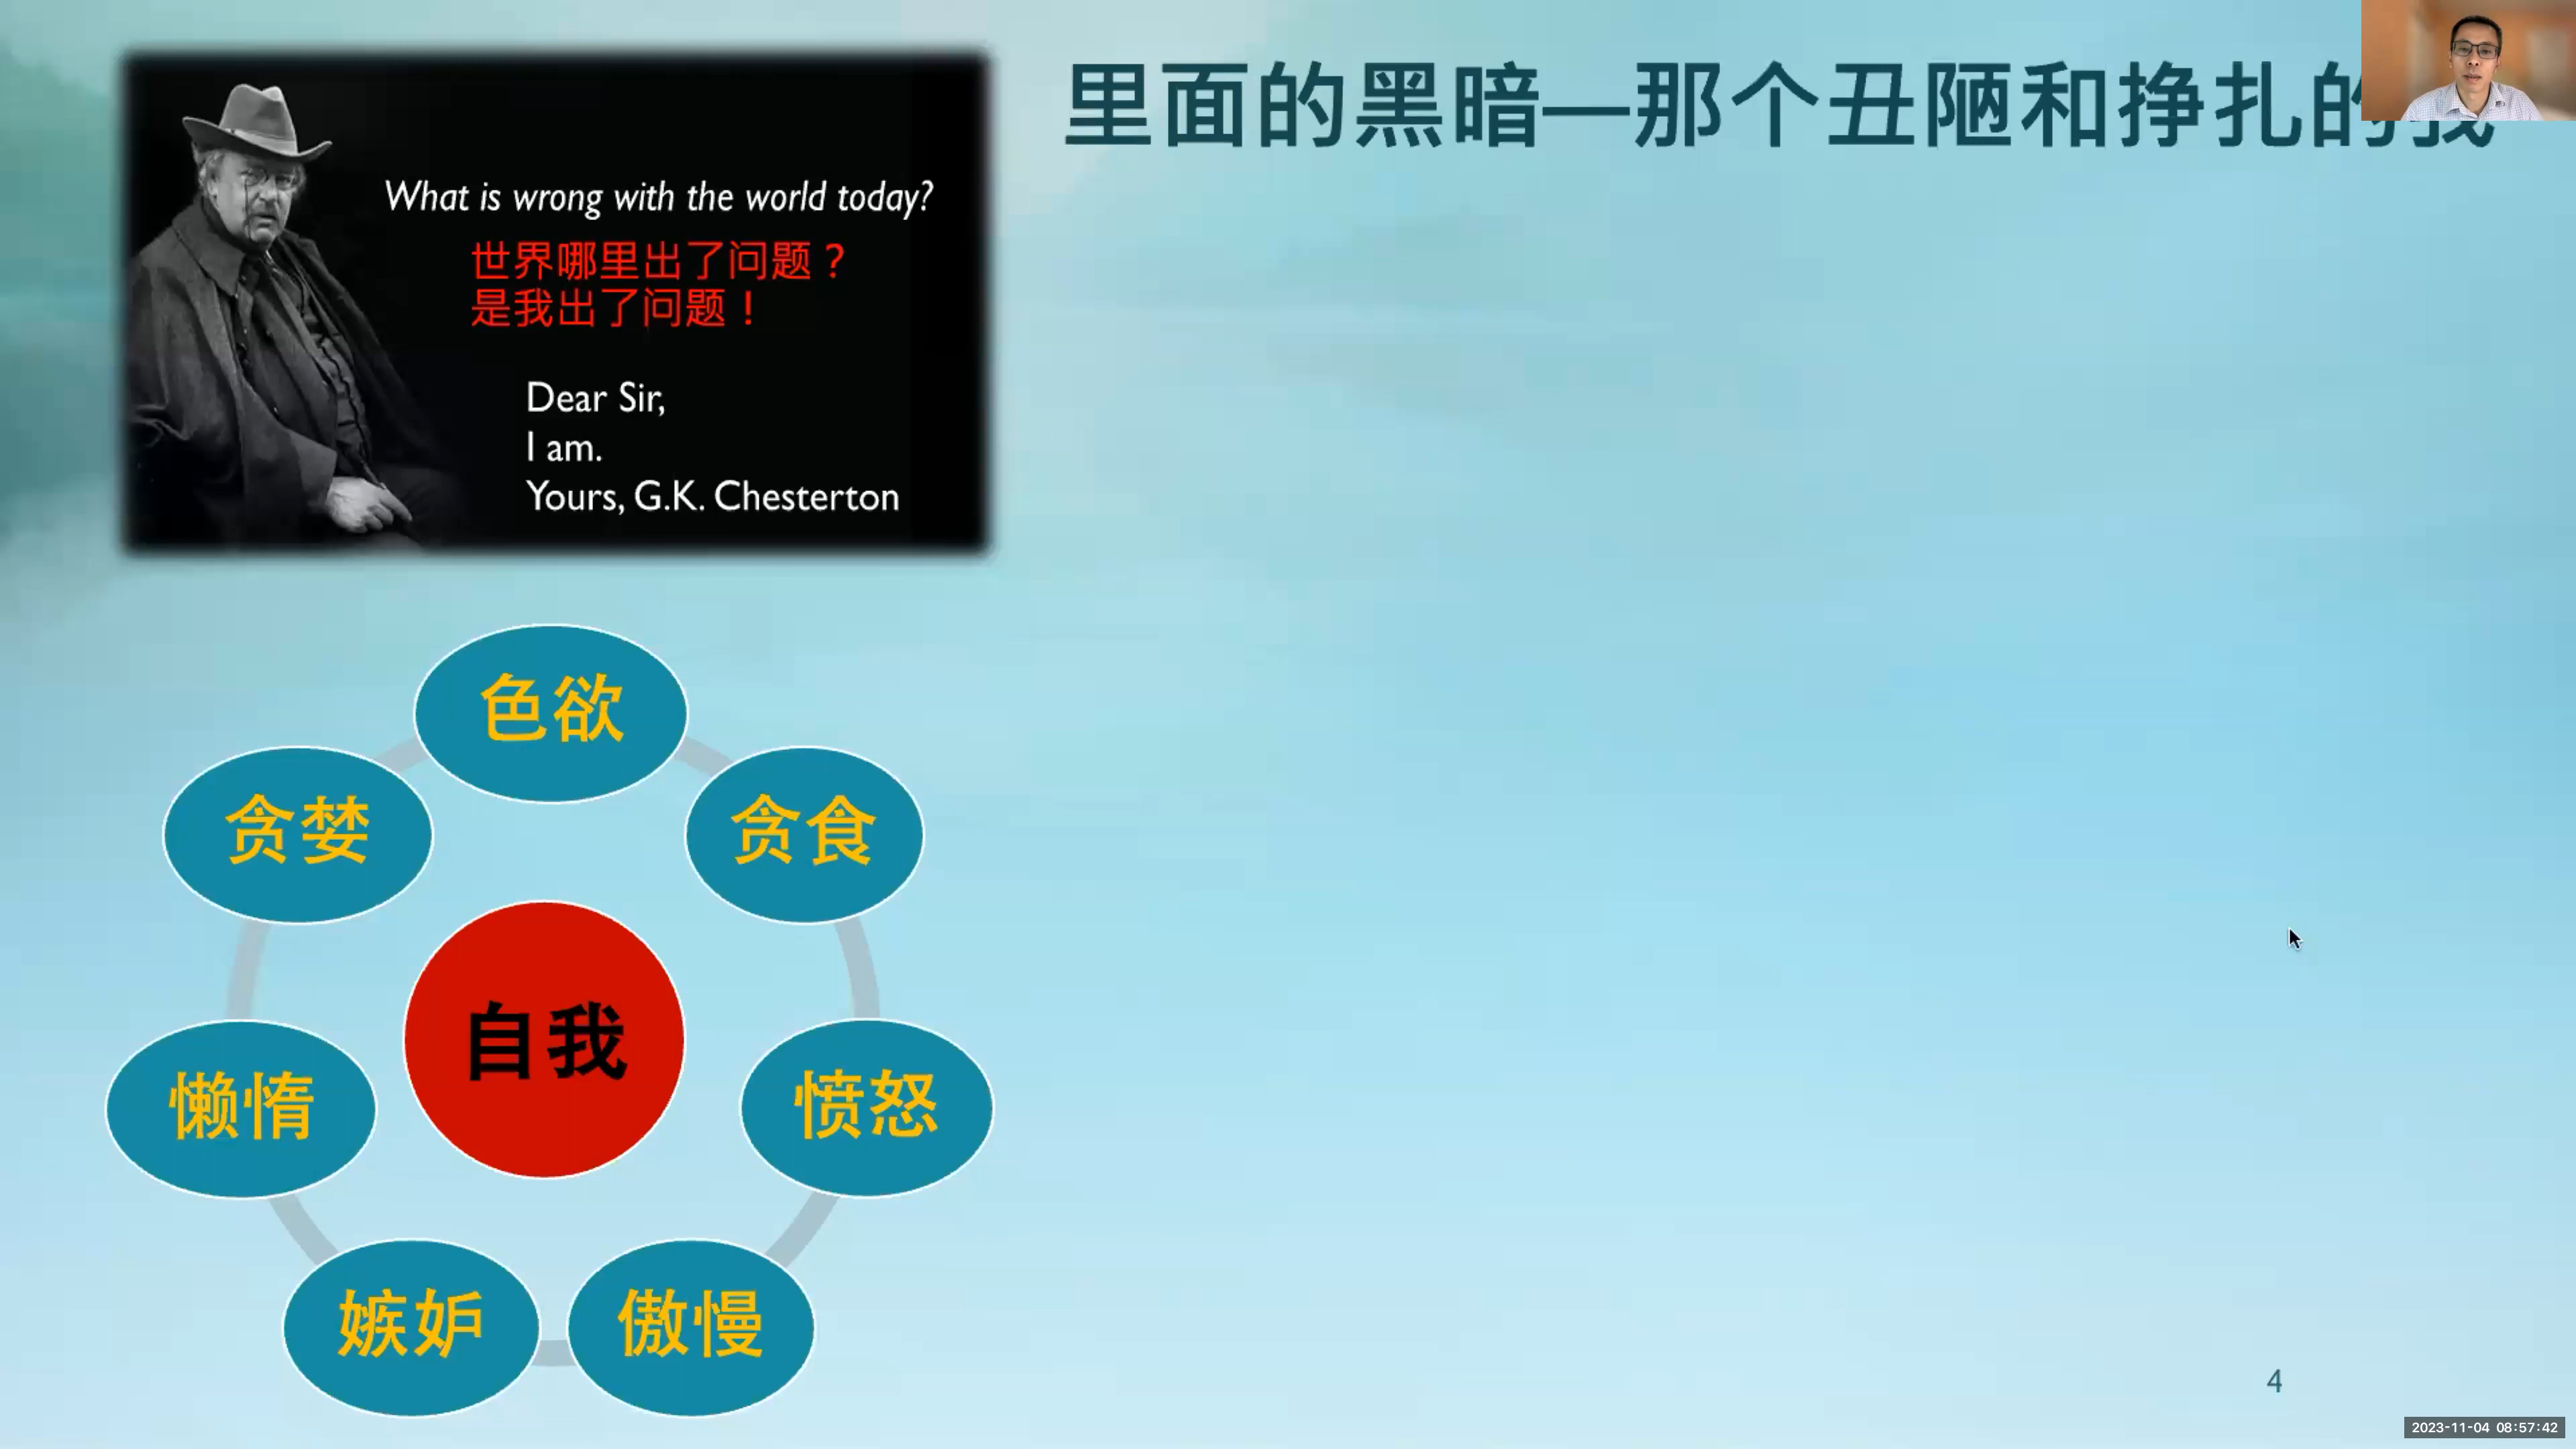 里面的黑暗—那个丑陋和挣扎的我
What is wrong with the world today?
世界哪里出了问题？
是我出了问题！
Dear Sir,
I am.
Yours, G.K. Chesterton
色欲
贪婪
贪食
自我
懒惰
愤怒
嫉妒
傲慢
4
2023-11-04 08:57:42